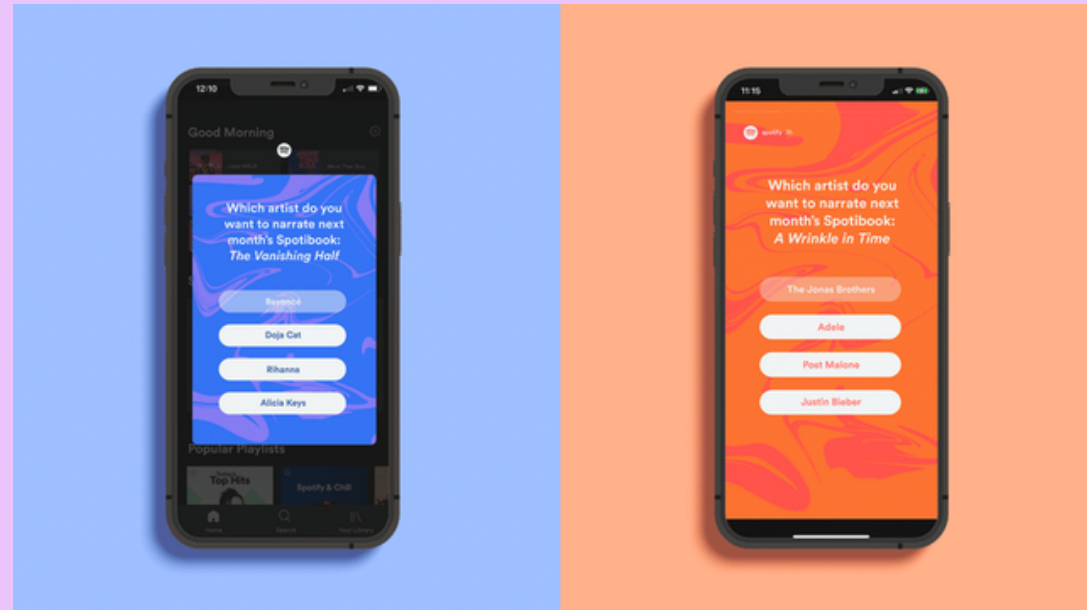 12:10
Good Morning
Which artist do you
want to narrate next
month's Spotibook:
The Vanishing Half
Beyoncé
Doja Cat
Rihanna
Alicia Keys
Popular Playlists
Top Hits
Spotify & Chill
Home
Search
Your Library
11:15
spotify
Which artist do you
want to narrate next
month's Spotibook:
A Wrinkle in Time
The Jonas Brothers
Adele
Post Malone
Justin Bieber